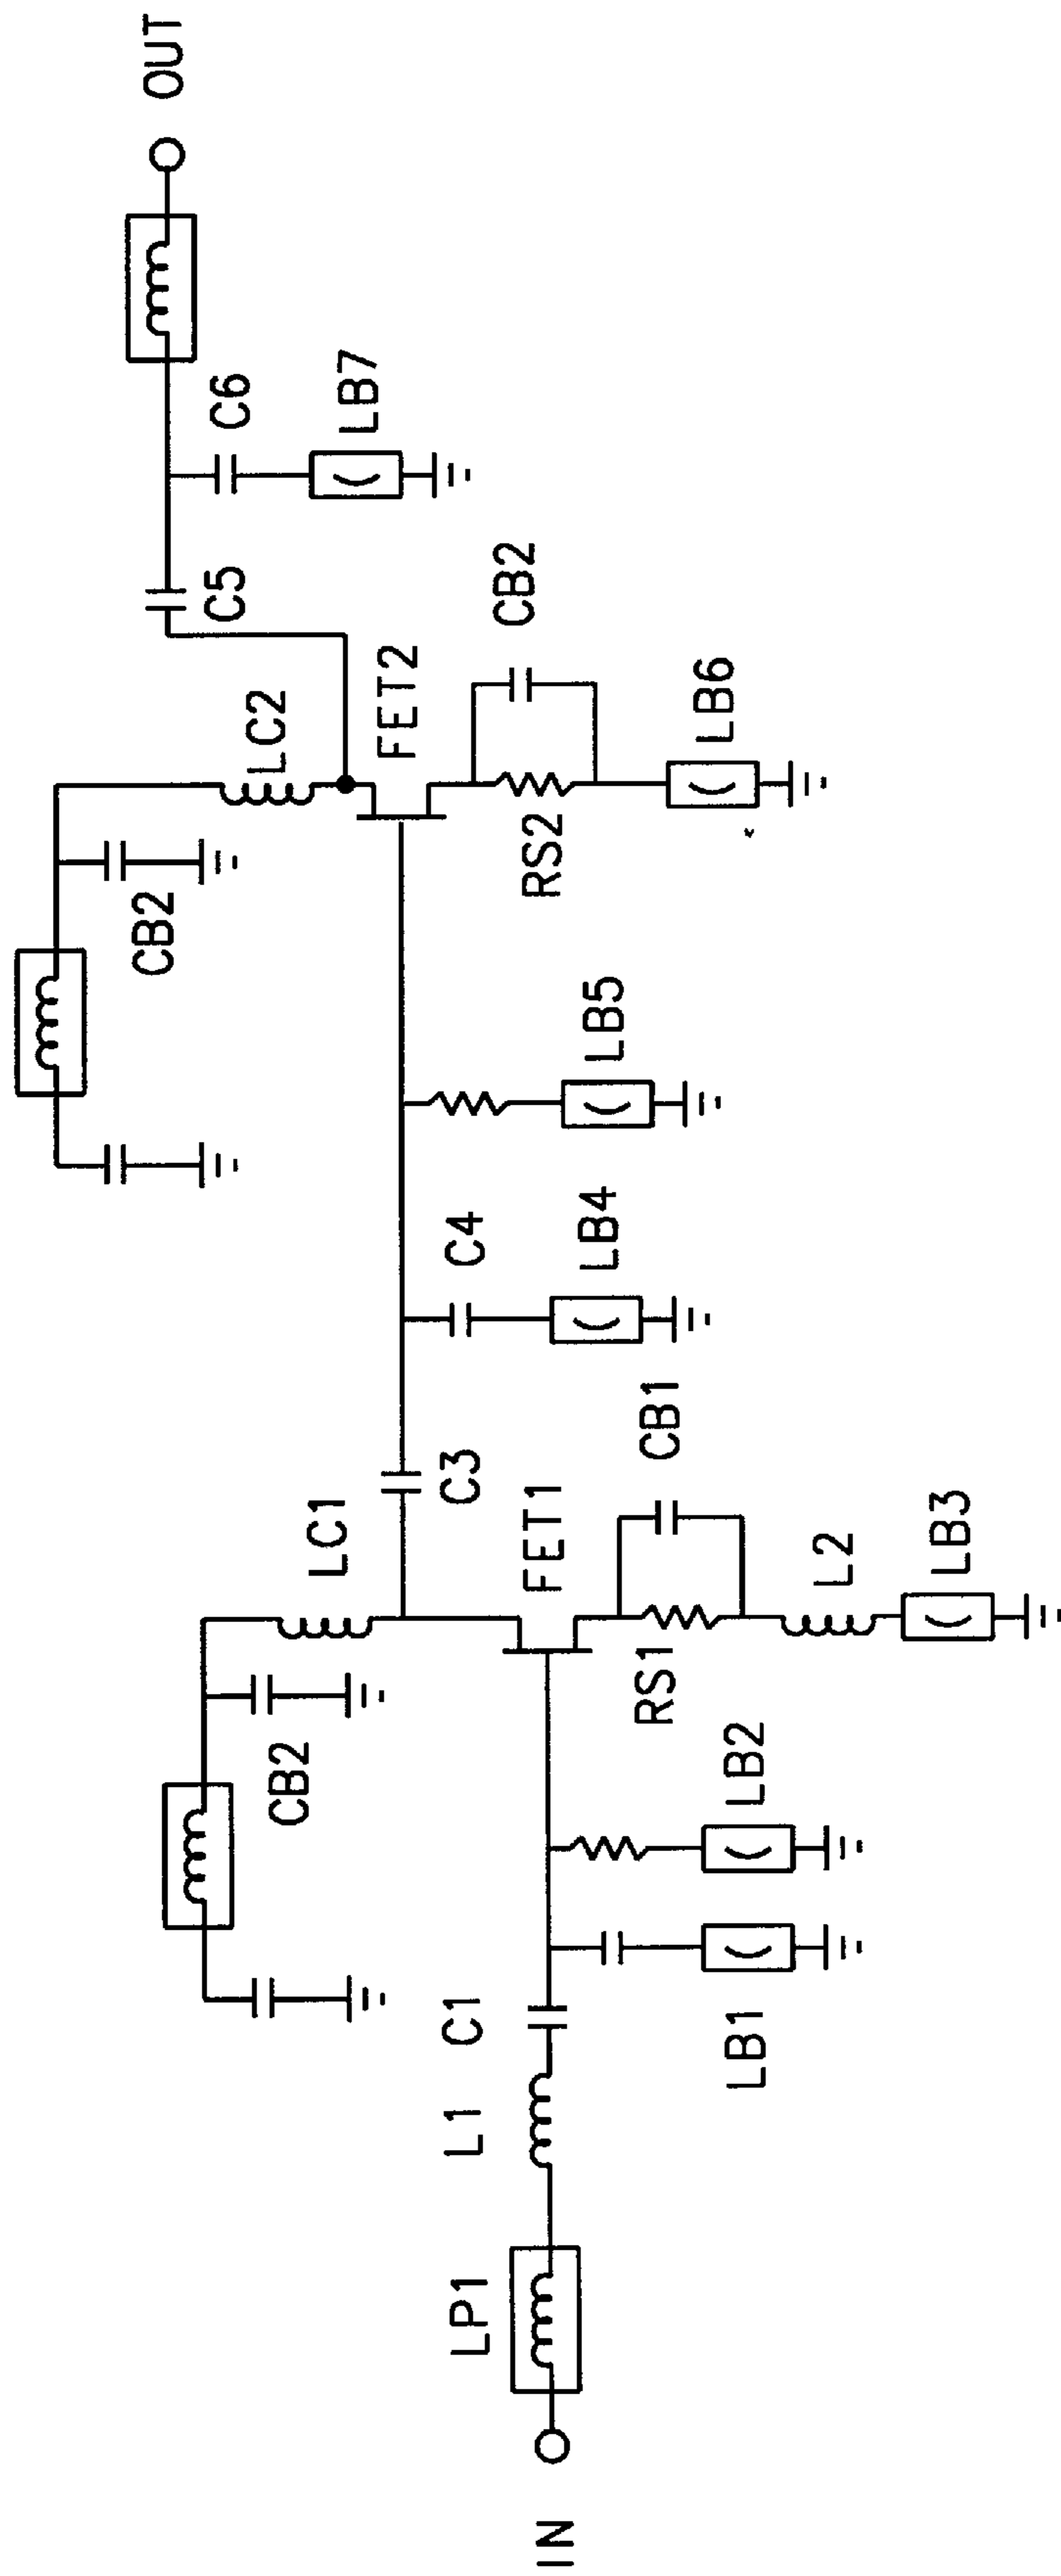 IN
LP1
L1
C1
LB1
LB2
CB2
LC1
FET1
RS1
CB1
L2
LB3
C3
C4
LB4
LB5
CB2
LC2
FET2
RS2
CB2
LB6
C5
C6
LB7
OUT